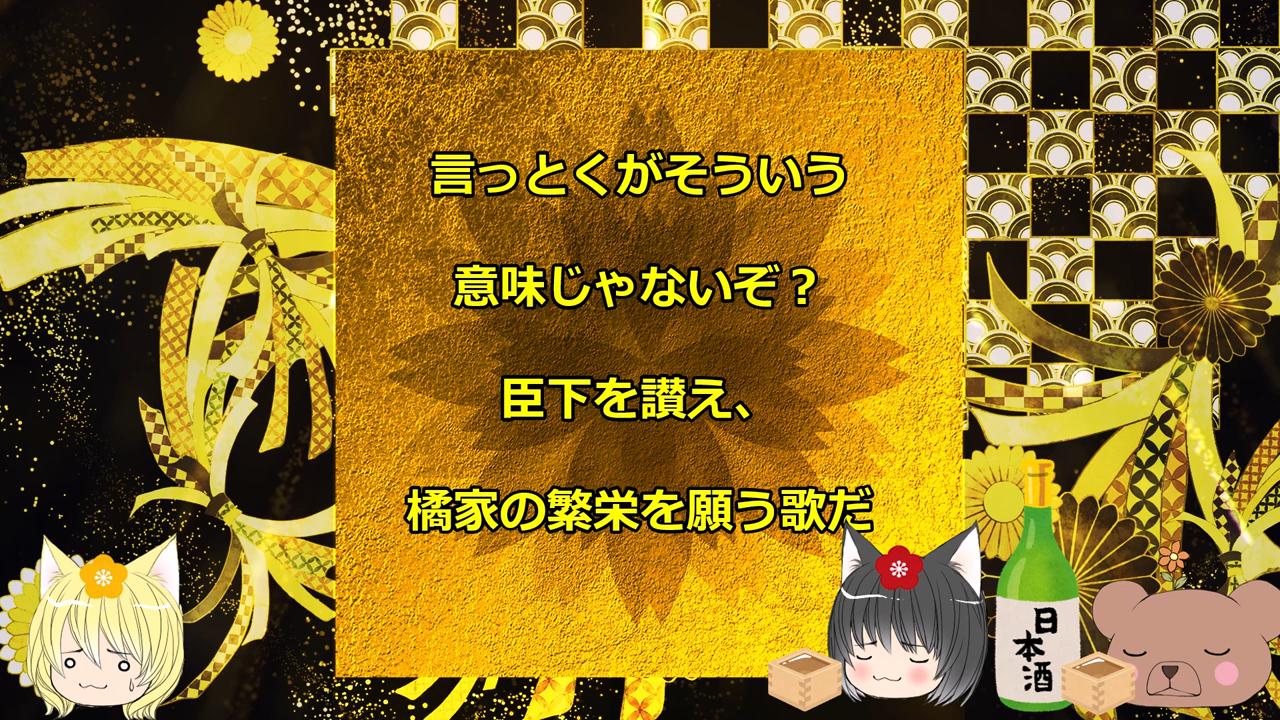 言っとくがそういう
意味じゃないぞ？
臣下を讃え、
橘家の繁栄を願う歌だ
日本酒